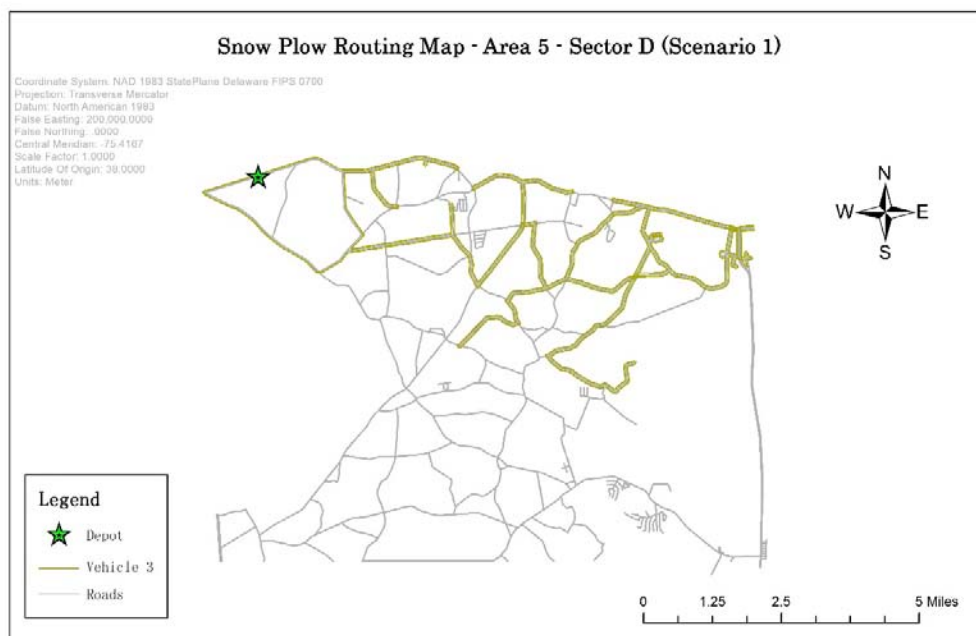 Snow Plow Routing Map - Area 5 - Sector D (Scenario 1)
Coordinate System: NAD 1983 StatePlane Delaware FIPS 0700
Projection: Transverse Mercator
Datum: North American 1983
False Easting: 200,000.0000
False Northing: .0000
Central Meridian: -75.4167
Scale Factor: 1.0000
Latitude Of Origin: 38.0000
Units: Meter
N
W E
S
Legend
Depot
Vehicle 3
Roads
0 1.25 2.5 5 Miles